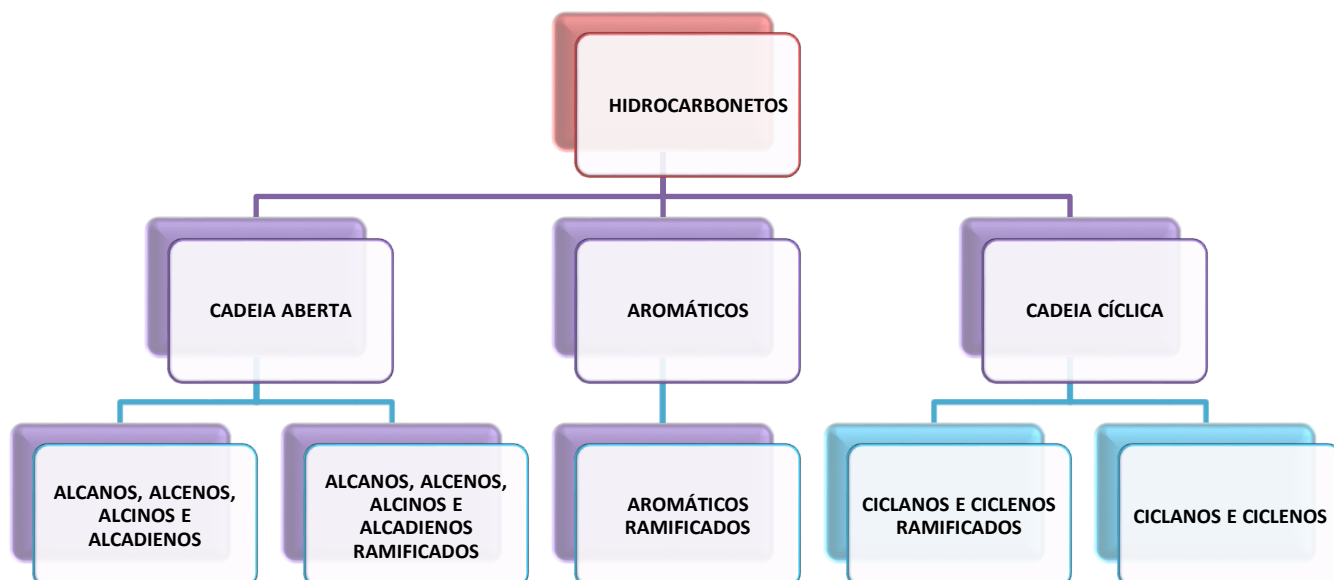 HIDROCARBONETOS
CADEIA ABERTA
AROMÁTICOS
CADEIA CÍCLICA
ALCANOS, ALCENOS,
ALCINOS E
ALCADIENOS
ALCANOS, ALCENOS,
ALCINOS E
ALCADIENOS
RAMIFICADOS
AROMÁTICOS
RAMIFICADOS
CICLANOS E CICLENOS
RAMIFICADOS
CICLANOS E CICLENOS